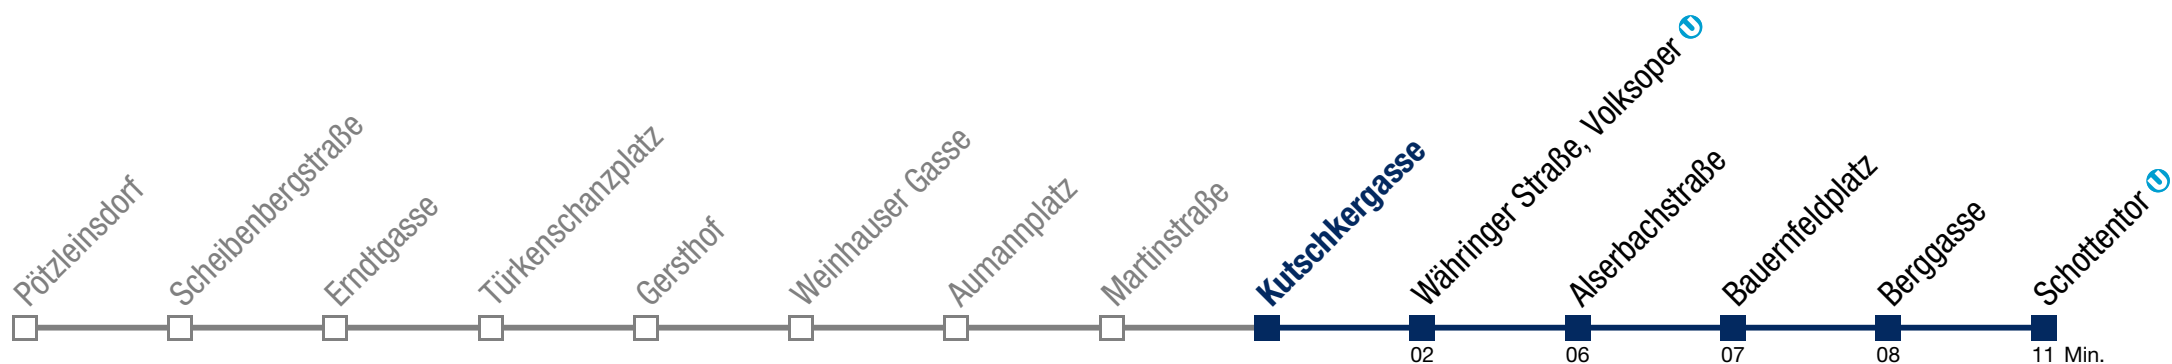 Pötzleinsdorf
Scheibenbergstraße
Erndtgasse
Türkenschanzplatz
Gersthof
Weinhauser Gasse
Aumannplatz
Martinstraße
Kutschkergasse
Währinger Straße, Volksoper U
Alserbachstraße
Bauernfeldplatz
Berggasse
Schottentor U
02 06 07 08 11 Min.